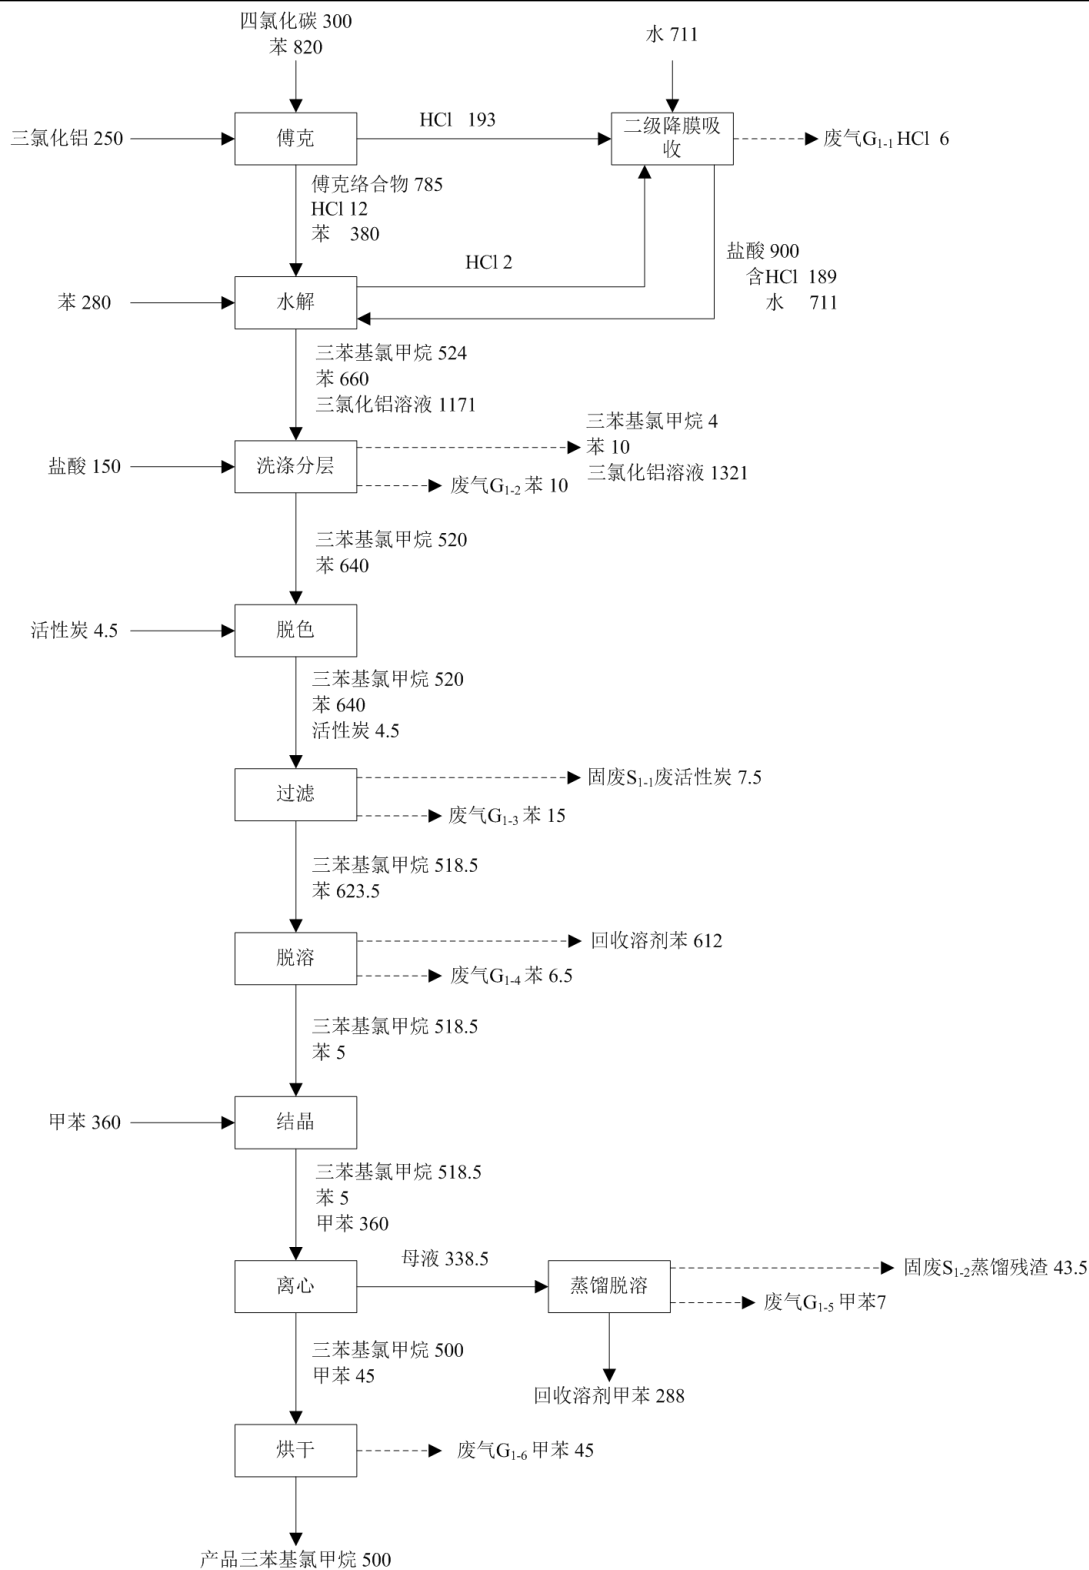 四氯化碳 300
苯 820
水 711
三氯化铝 250
傅克
HCl 193
二级降膜吸
收
废气G1-1 HCl 6
傅克络合物 785
HCl 12
苯 380
HCl 2
盐酸 900
含HCl 189
水 711
苯 280
水解
三苯基氯甲烷 524
苯 660
三氯化铝溶液 1171
盐酸 150
洗涤分层
三苯基氯甲烷 4
苯 10
三氯化铝溶液 1321
废气G1-2 苯 10
三苯基氯甲烷 520
苯 640
活性炭 4.5
脱色
三苯基氯甲烷 520
苯 640
活性炭 4.5
过滤
固废S1-1废活性炭 7.5
废气G1-3 苯 15
三苯基氯甲烷 518.5
苯 623.5
脱溶
回收溶剂苯 612
废气G1-4 苯 6.5
三苯基氯甲烷 518.5
苯 5
甲苯 360
结晶
三苯基氯甲烷 518.5
苯 5
甲苯 360
离心
母液 338.5
蒸馏脱溶
固废S1-2蒸馏残渣 43.5
废气G1-5 甲苯7
三苯基氯甲烷 500
甲苯 45
回收溶剂甲苯 288
烘干
废气G1-6 甲苯 45
产品三苯基氯甲烷 500